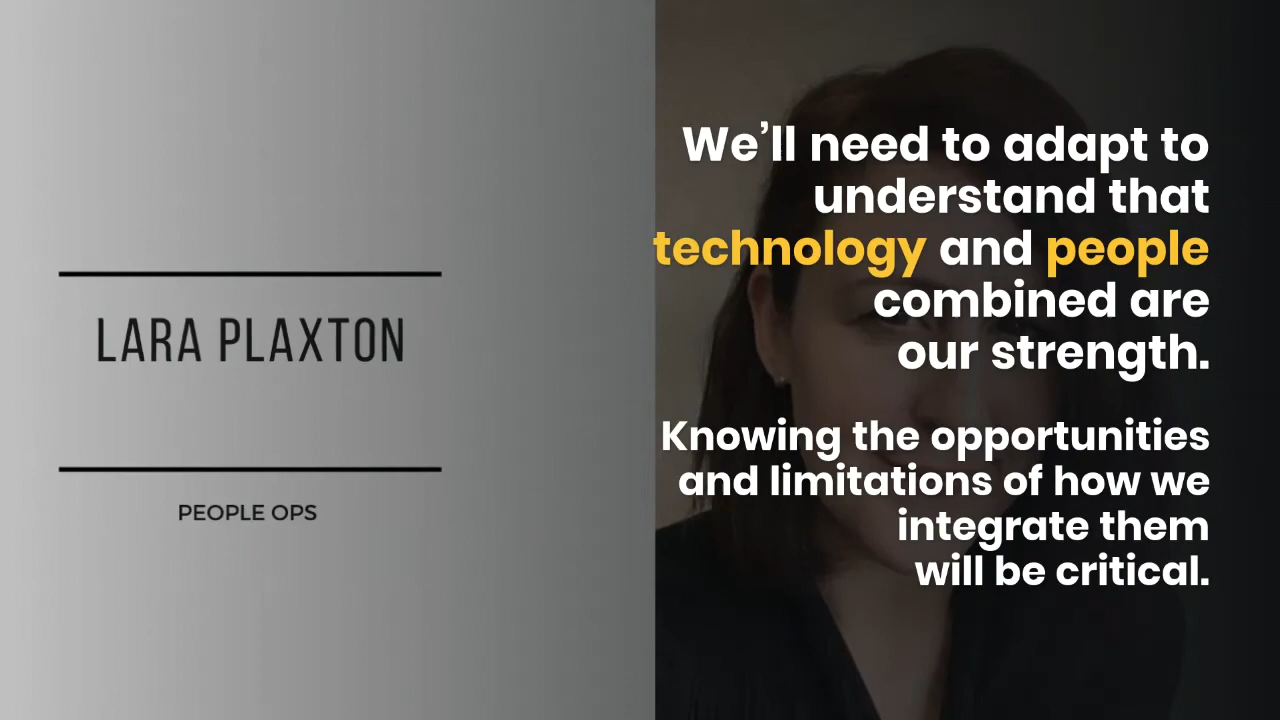 LARA PLAXTON
PEOPLE OPS
We’ll need to adapt to
understand that
technology and people
combined are
our strength.
Knowing the opportunities
and limitations of how we
integrate them
will be critical.